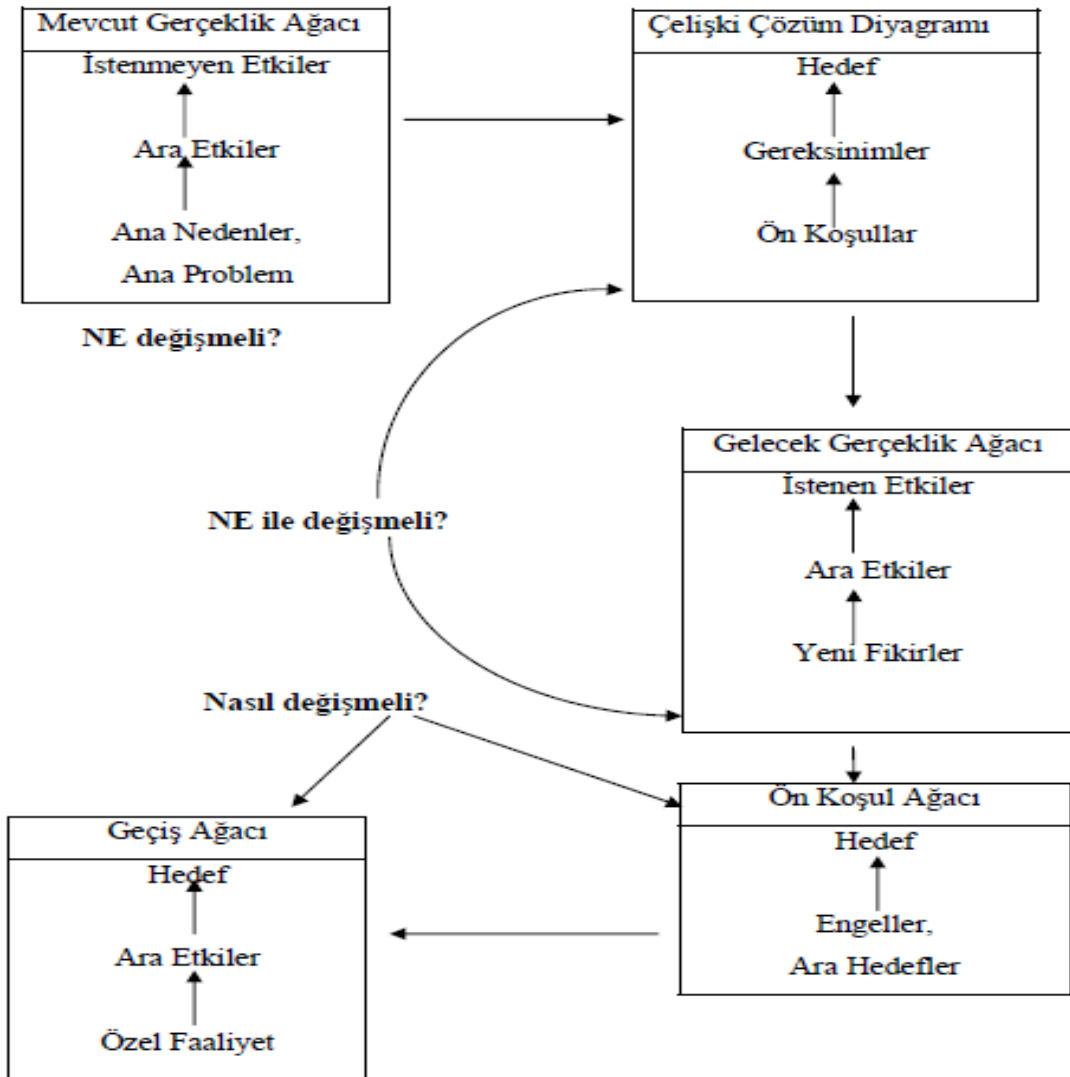 Mevcut Gerçeklik Ağacı
İstenmeyen Etkiler
Ara Etkiler
Ana Nedenler,
Ana Problem
NE değişmeli?
Çelişki Çözüm Diyagramı
Hedef
Gereksinimler
Ön Koşullar
NE ile değişmeli?
Gelecek Gerçeklik Ağacı
İstenen Etkiler
Ara Etkiler
Yeni Fikirler
Nasıl değişmeli?
Ön Koşul Ağacı
Hedef
Engeller,
Ara Hedefler
Geçiş Ağacı
Hedef
Ara Etkiler
Özel Faaliyet